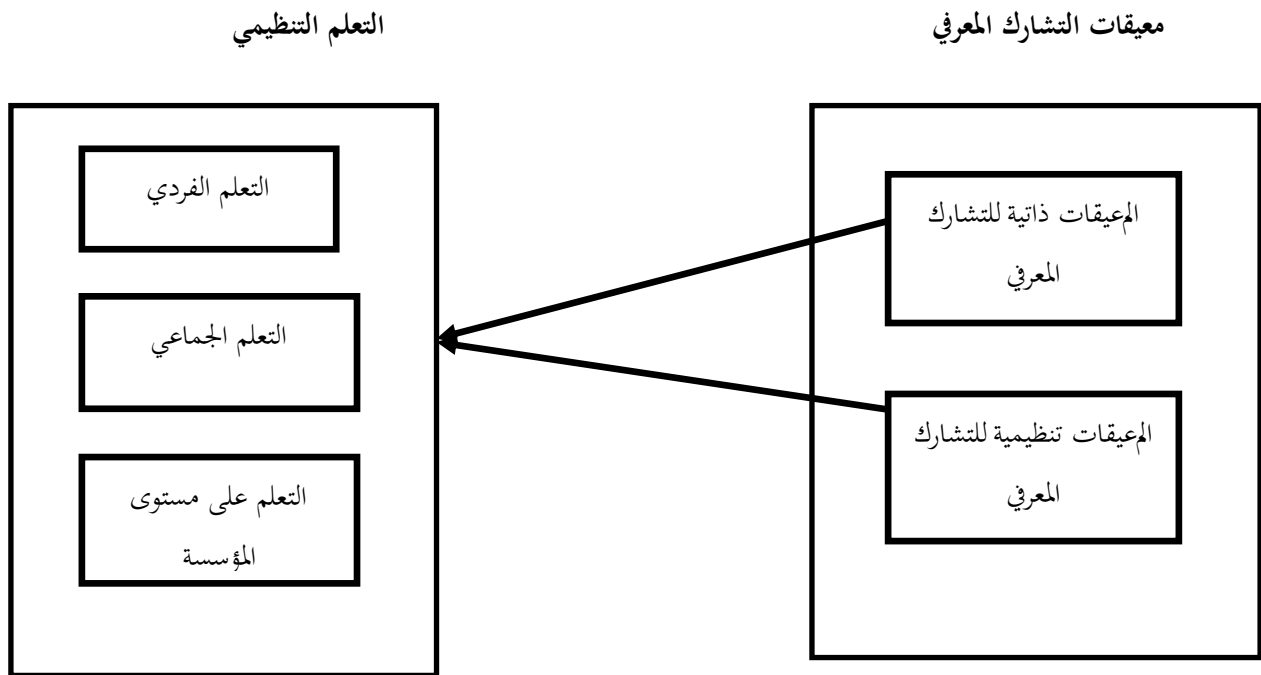 معيقات التشارك المعرفي
التعلم التنظيمي
المعيقات ذاتية للتشارك
المعرفي
المعيقات تنظيمية للتشارك
المعرفي
التعلم الفردي
التعلم الجماعي
التعلم على مستوى
المؤسسة